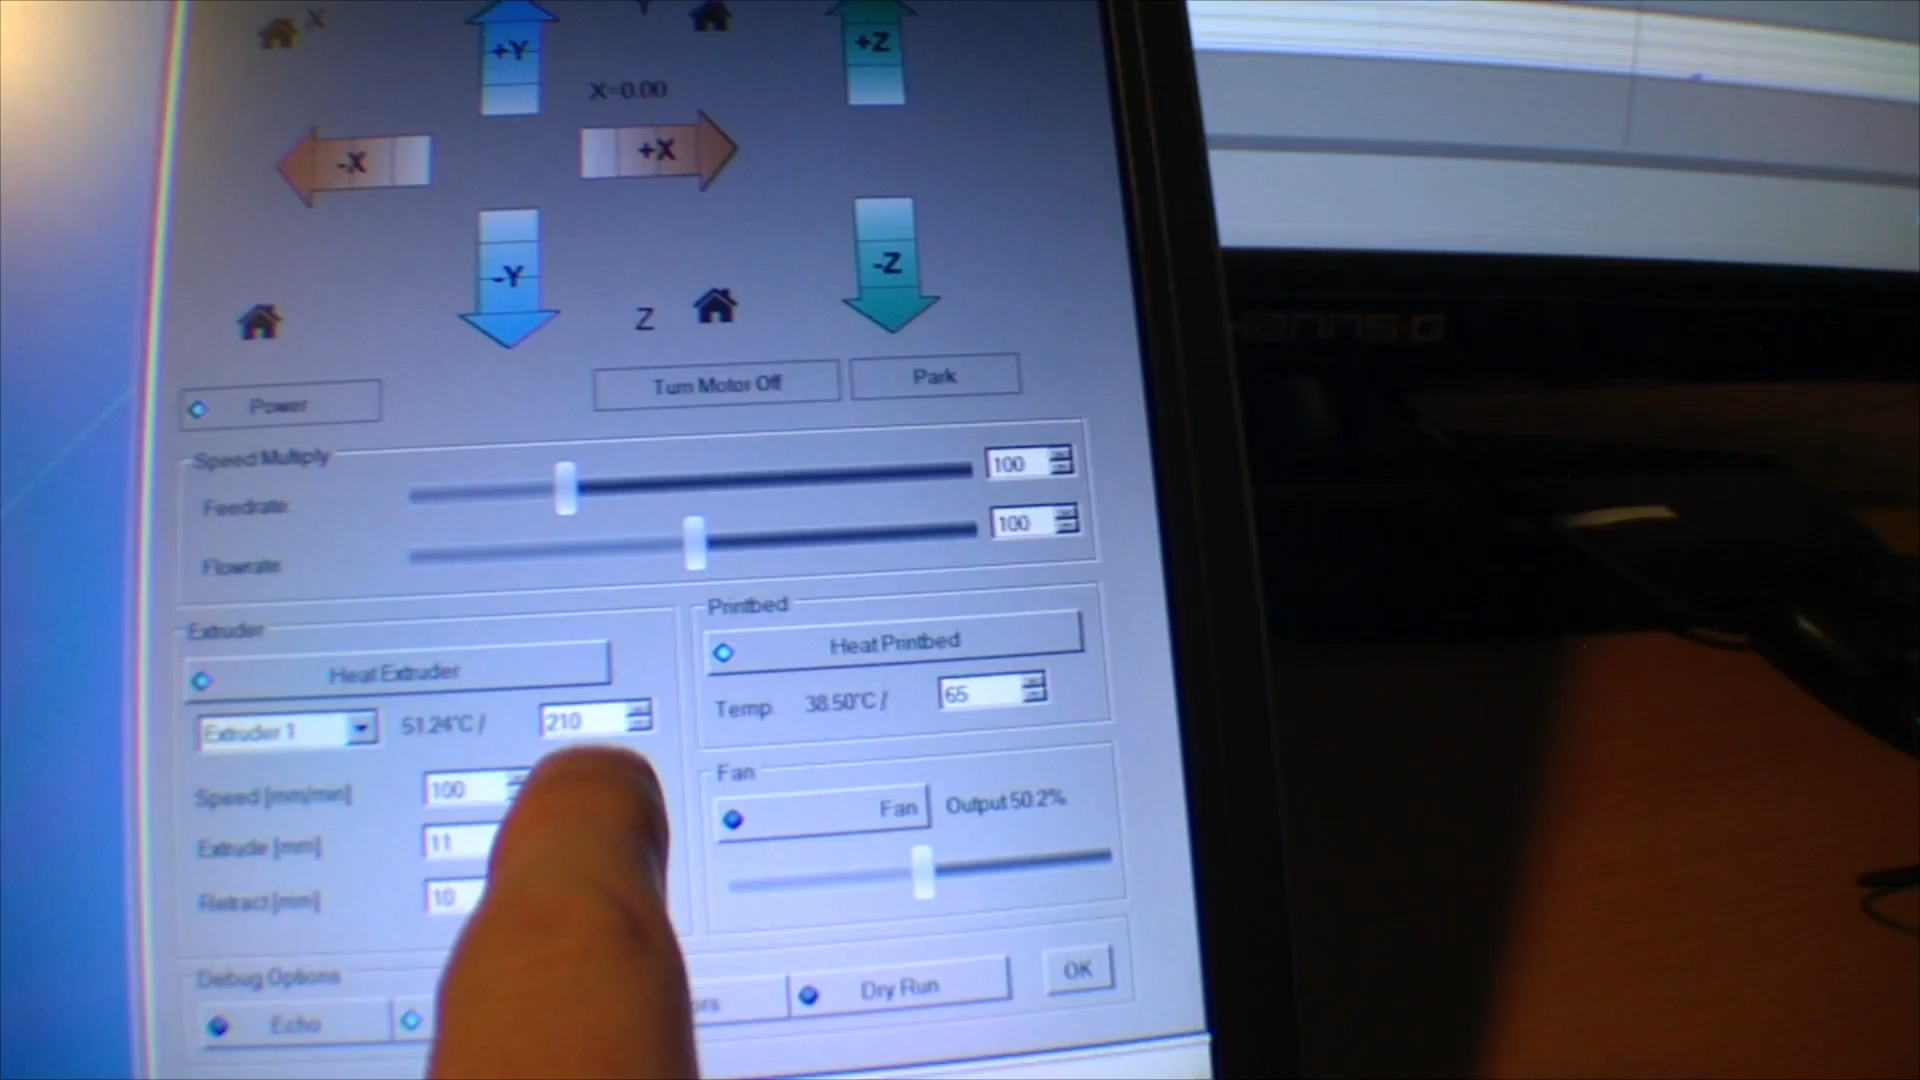 X
Y
+Y
+Z
X=0.00
-X
+X
-Y
-Z
Z
Power
Turn Motor Off
Park
Speed Multiply
Feedrate:
100
Flowrate:
100
Extruder
Printbed
Heat Extruder
Heat Printbed
Extruder 1
51.24°C /
210
Temp.
38.50°C /
65
Speed [mm/min]
100
Fan
Fan
Output 50.2%
Extrude [mm]
11
Retract [mm]
10
Debug Options
Echo
Dry Run
OK
HANNS·G